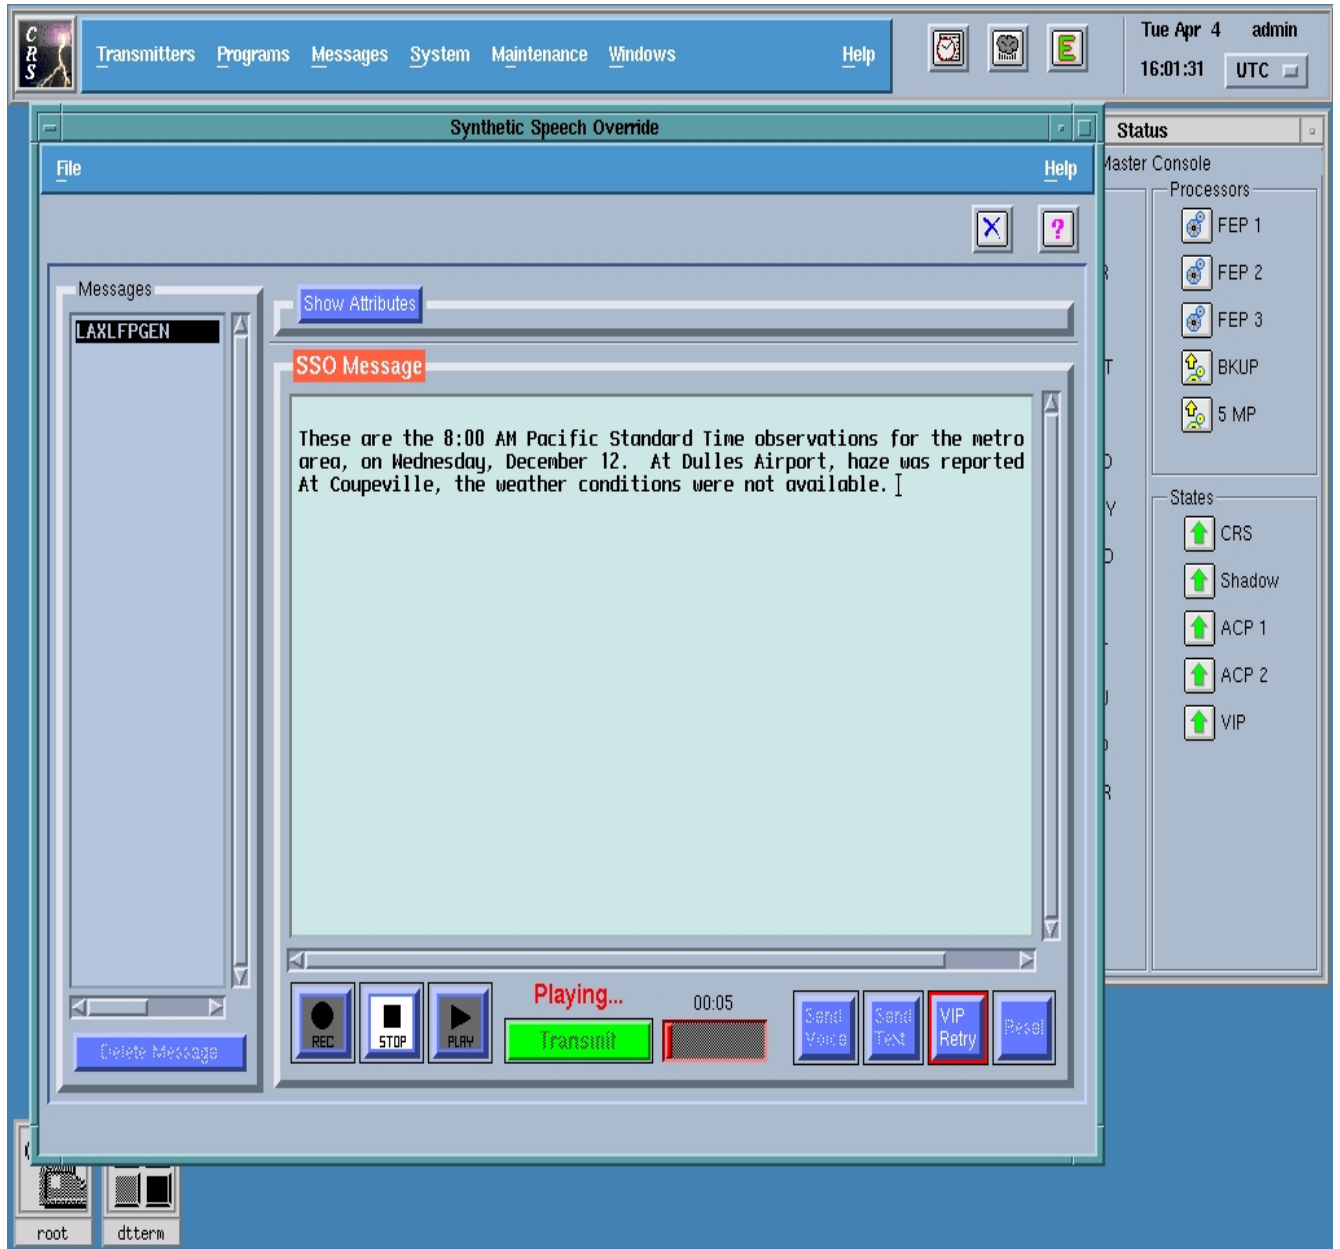 C
R
S
Transmitters Programs Messages System Maintenance Windows Help
E
Tue Apr 4 admin
16:01:31 UTC
Synthetic Speech Override
File Help
X ?
Messages
LAXLFPGEN
Delete Message
Show Attributes
SSO Message
These are the 8:00 AM Pacific Standard Time observations for the metro
area, on Wednesday, December 12. At Dulles Airport, haze was reported
At Coupeville, the weather conditions were not available.
REC STOP PLAY
Playing...
Transmit
00:05
Send Voice
Send Text
VIP Retry
Reset
Status
Master Console
Processors
FEP 1
FEP 2
FEP 3
BKUP
5 MP
States
CRS
Shadow
ACP 1
ACP 2
VIP
root dtterm